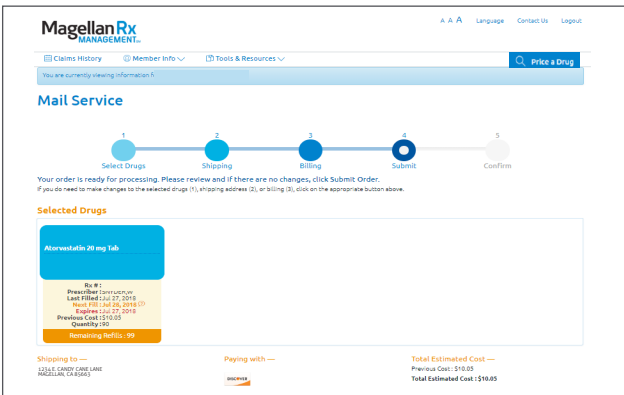 A A A Language Contact Us Logout
Magellan Rx
MANAGEMENT
Claims History Member Info Tools & Resources
Price a Drug
You are currently viewing information f
Mail Service
1 2 3 4 5
Select Drugs Shipping Billing Submit Confirm
Your order is ready for processing. Please review and if there are no changes, click Submit Order.
If you do need to make changes to the selected drugs (1), shipping address (2), or billing (3), click on the appropriate button above.
Selected Drugs
Atorvastatin 20 mg Tab
Rx # :
Prescriber :
Last Filled : Jul 27, 2018
Next Fill : Jul 28, 2018 (?)
Expires : Jul 27, 2018
Previous Cost : $10.05
Quantity : 90
Remaining Refills : 99
Shipping to — Paying with — Total Estimated Cost —
1234 E. CANDY CANE LANE
MAGELLAN, CA 85663
DISCOVER
Previous Cost : $10.05
Total Estimated Cost : $10.05